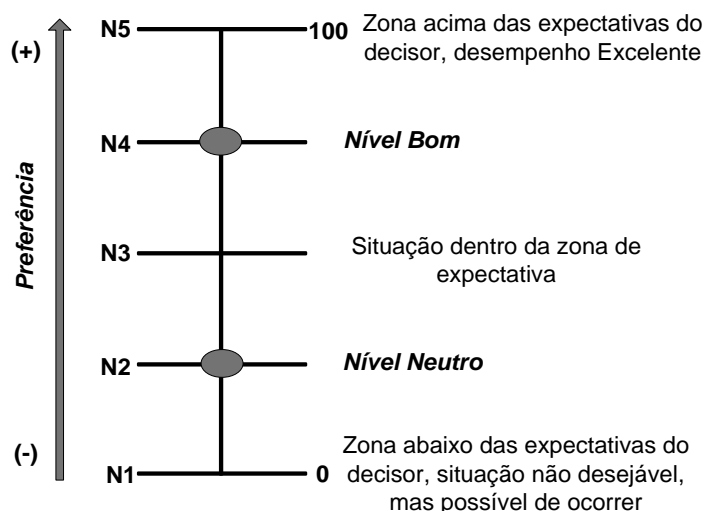 N5
100
Zona acima das expectativas do
decisor, desempenho Excelente
(+)
N4
Nível Bom
Preferência
N3
Situação dentro da zona de
expectativa
N2
Nível Neutro
(-)
N1
0
Zona abaixo das expectativas do
decisor, situação não desejável,
mas possível de ocorrer